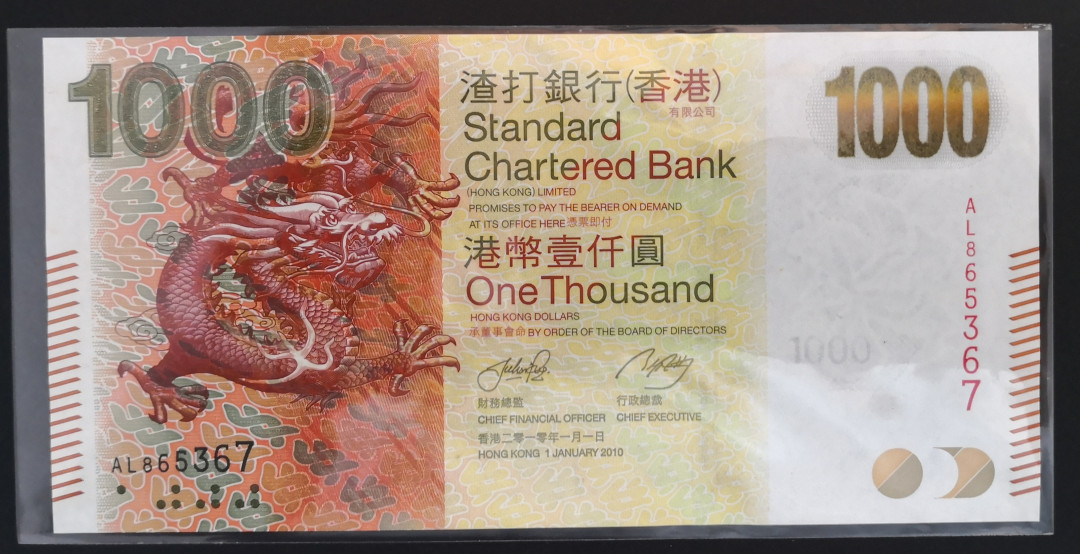 1000
渣打銀行(香港)
有限公司
Standard
Chartered Bank
(HONG KONG) LIMITED
PROMISES TO PAY THE BEARER ON DEMAND
AT ITS OFFICE HERE 憑票即付
港幣壹仟圓
One Thousand
HONG KONG DOLLARS
承董事會命 BY ORDER OF THE BOARD OF DIRECTORS
財務總監 行政總裁
CHIEF FINANCIAL OFFICER CHIEF EXECUTIVE
香港二零一零年一月一日
HONG KONG 1 JANUARY 2010
AL865367
1000
AL865367
1000